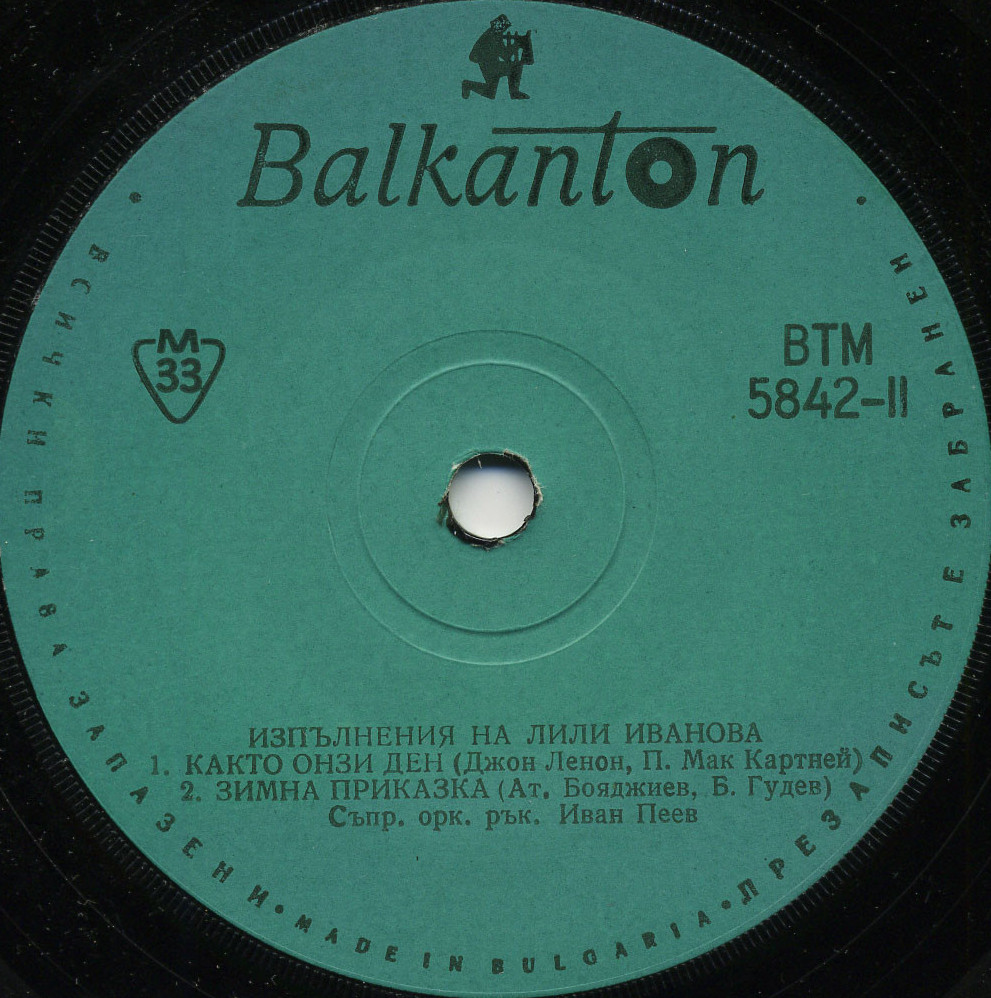 Balkanton
М
33
ВТМ
5842-II
ИЗПЪЛНЕНИЯ НА ЛИЛИ ИВАНОВА
1. КАКТО ОНЗИ ДЕН (Джон Ленон, П. Мак Картней)
2. ЗИМНА ПРИКАЗКА (Ат. Бояджиев, Б. Гудев)
Съпр. орк. рък. Иван Пеев
ВСИЧКИ ПРАВА ЗАПАЗЕНИ • MADE IN BULGARIA • ПРЕЗАПИСЪТ Е ЗАБРАНЕН